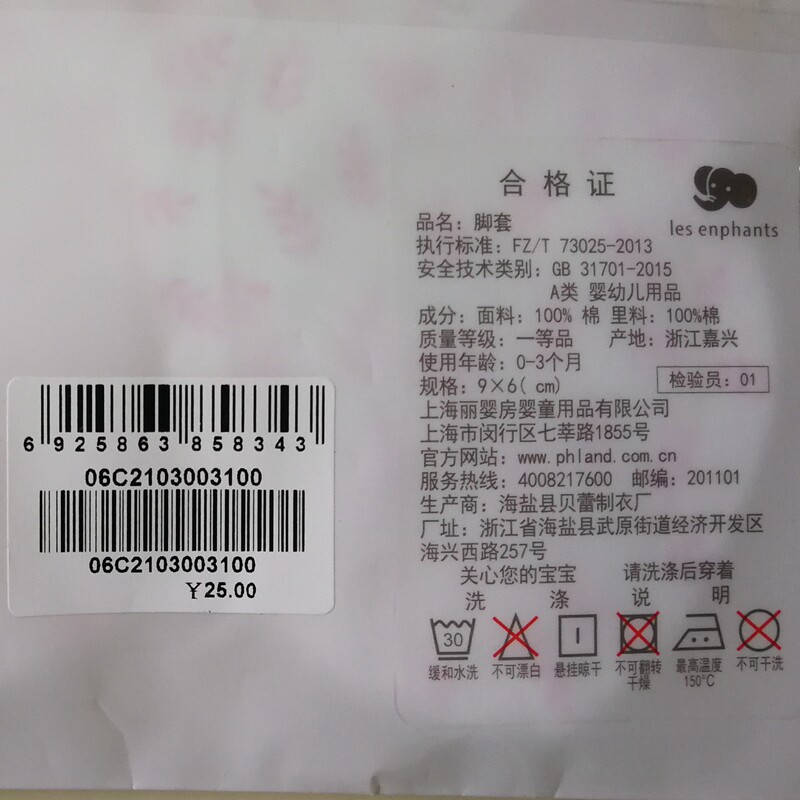 合格证
les enphants
品名：脚套
执行标准：FZ/T 73025-2013
安全技术类别：GB 31701-2015
A类 婴幼儿用品
成分：面料：100% 棉 里料：100%棉
质量等级：一等品 产地：浙江嘉兴
使用年龄：0-3个月
规格：9×6( cm)
检验员：01
上海丽婴房婴童用品有限公司
上海市闵行区七莘路1855号
官方网站：www.phland.com.cn
服务热线：4008217600 邮编：201101
生产商：海盐县贝蕾制衣厂
厂址：浙江省海盐县武原街道经济开发区
海兴西路257号
关心您的宝宝 请洗涤后穿着
洗 涤 说 明
30
缓和水洗 不可漂白 悬挂晾干 不可翻转干燥 最高温度150°C 不可干洗
6 925863 858343
06C2103003100
06C2103003100
￥25.00